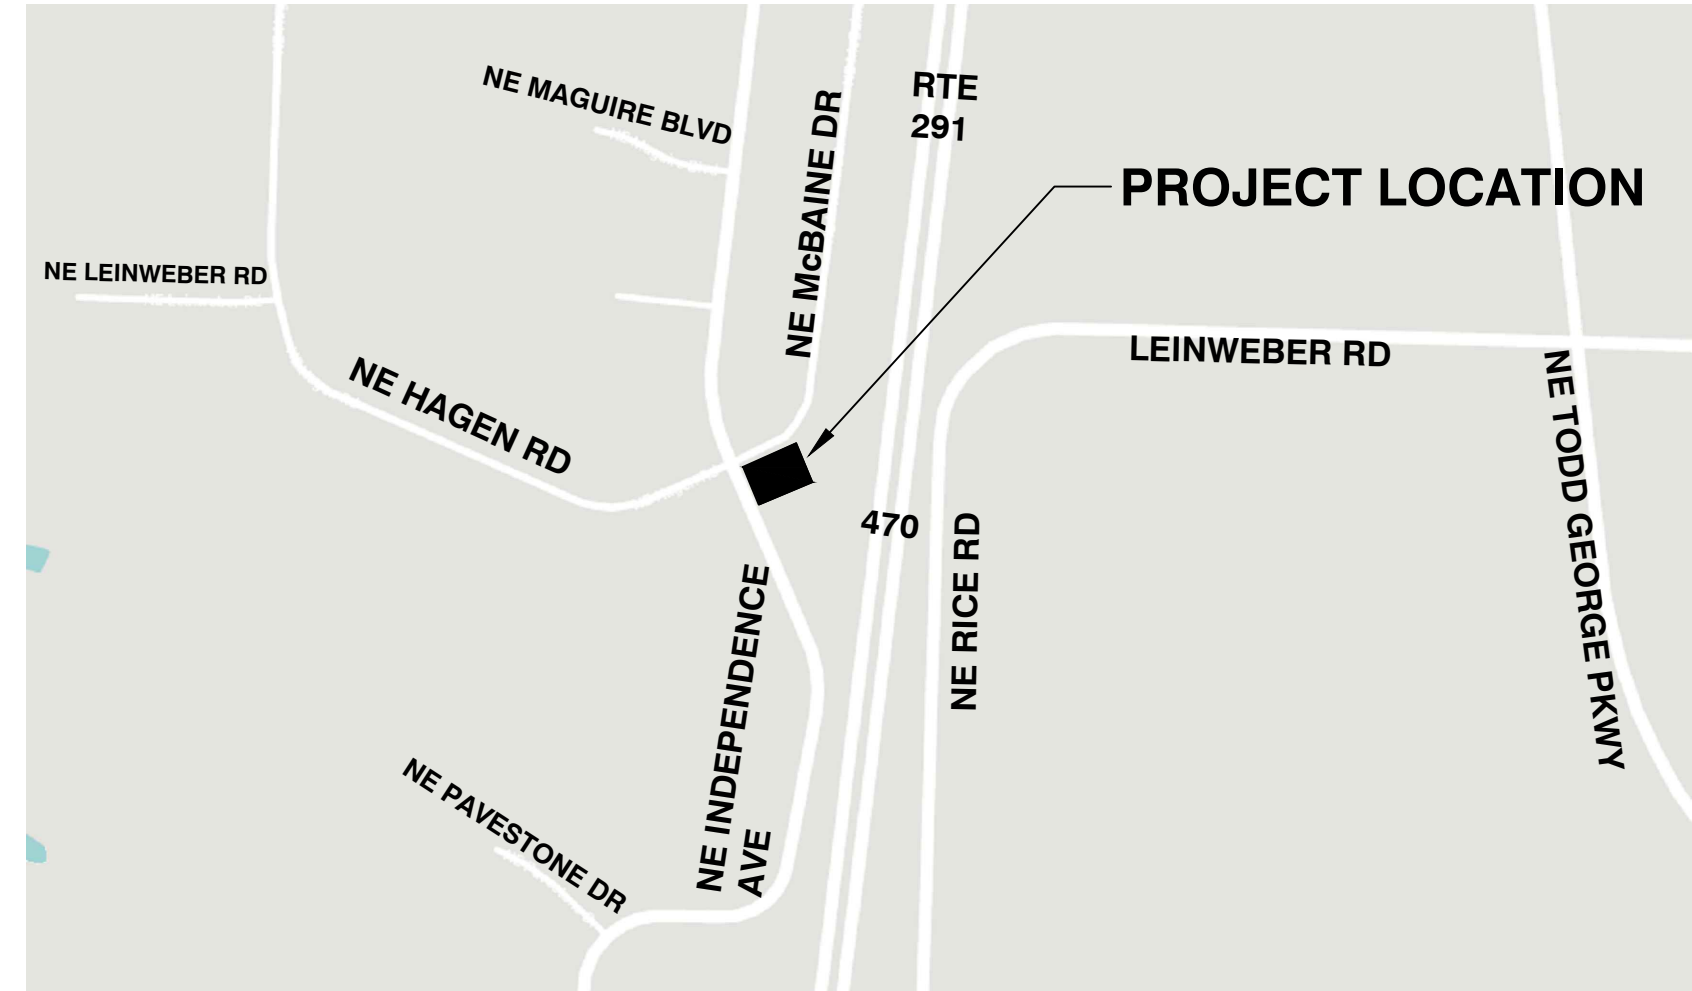 NE MAGUIRE BLVD
NE McBAINE DR
RTE
291
PROJECT LOCATION
NE LEINWEBER RD
LEINWEBER RD
NE HAGEN RD
NE TODD GEORGE PKWY
470
NE RICE RD
NE INDEPENDENCE
AVE
NE PAVESTONE DR